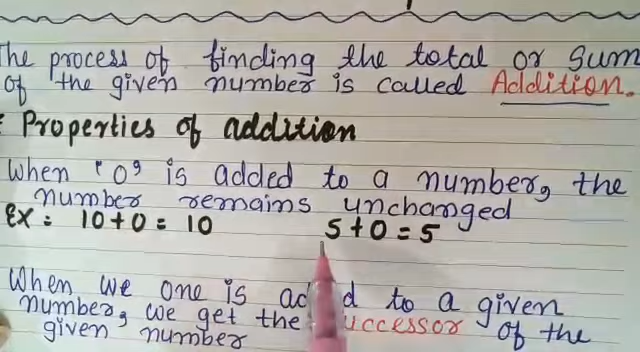 The process of finding the total or sum
of the given number is called Addition.
: Properties of addition
When '0' is added to a number, the
number remains unchanged
Ex: 10+0=10 5+0=5
When we one is ad d to a given
number, we get the uccessor of the
given number